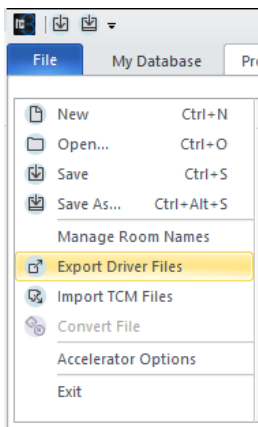 File My Database
New Ctrl+N
Open... Ctrl+O
Save Ctrl+S
Save As... Ctrl+Alt+S
Manage Room Names
Export Driver Files
Import TCM Files
Convert File
Accelerator Options
Exit